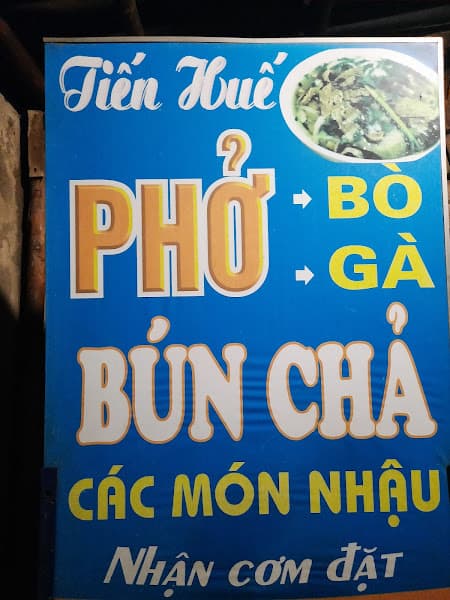 Tiến Huế
PHỞ → BÒ
→ GÀ
BÚN CHẢ
CÁC MÓN NHẬU
NHẬN CƠM ĐẶT